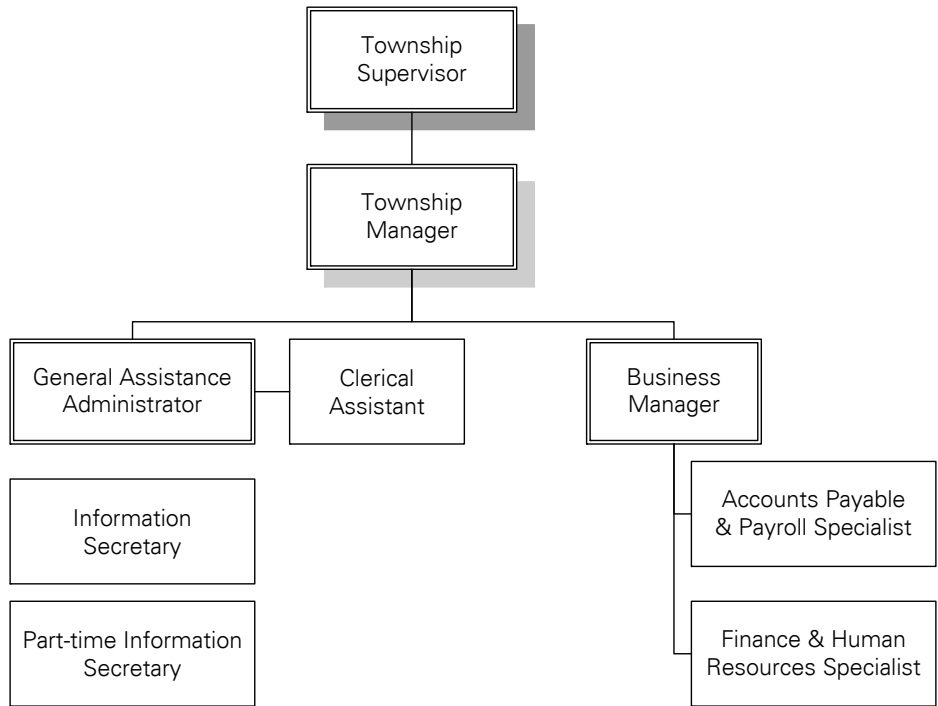 Township
Supervisor
Township
Manager
General Assistance
Administrator
Clerical
Assistant
Business
Manager
Information
Secretary
Accounts Payable
& Payroll Specialist
Part-time Information
Secretary
Finance & Human
Resources Specialist